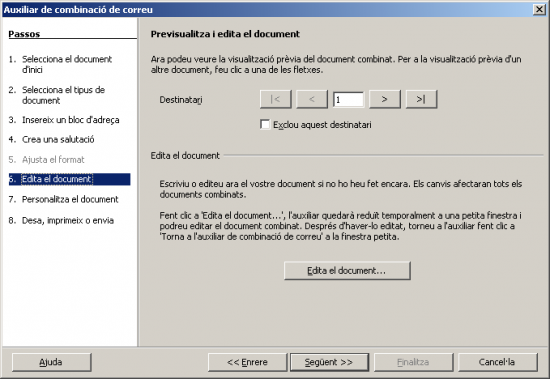 Auxiliar de combinació de correu
Passos
1. Selecciona el document
d'inici
2. Selecciona el tipus de
document
3. Insereix un bloc d'adreça
4. Crea una salutació
5. Ajusta el format
6. Edita el document
7. Personalitza el document
8. Desa, imprimeix o envia
Previsualitza i edita el document
Ara podeu veure la visualització prèvia del document combinat. Per a la visualització prèvia d'un
altre document, feu clic a una de les fletxes.
Destinatari |< < 1 > >|
Exclou aquest destinatari
Edita el document
Escriviu o editeu ara el vostre document si no ho heu fet encara. Els canvis afectaran tots els
documents combinats.
Fent clic a 'Edita el document...', l'auxiliar quedarà reduït temporalment a una petita finestra i
podreu editar el document combinat. Després d'haver-lo editat, torneu a l'auxiliar fent clic a
'Torna a l'auxiliar de combinació de correu' a la finestra petita.
Edita el document...
Ajuda << Enrere Següent >> Finalitza Cancel·la